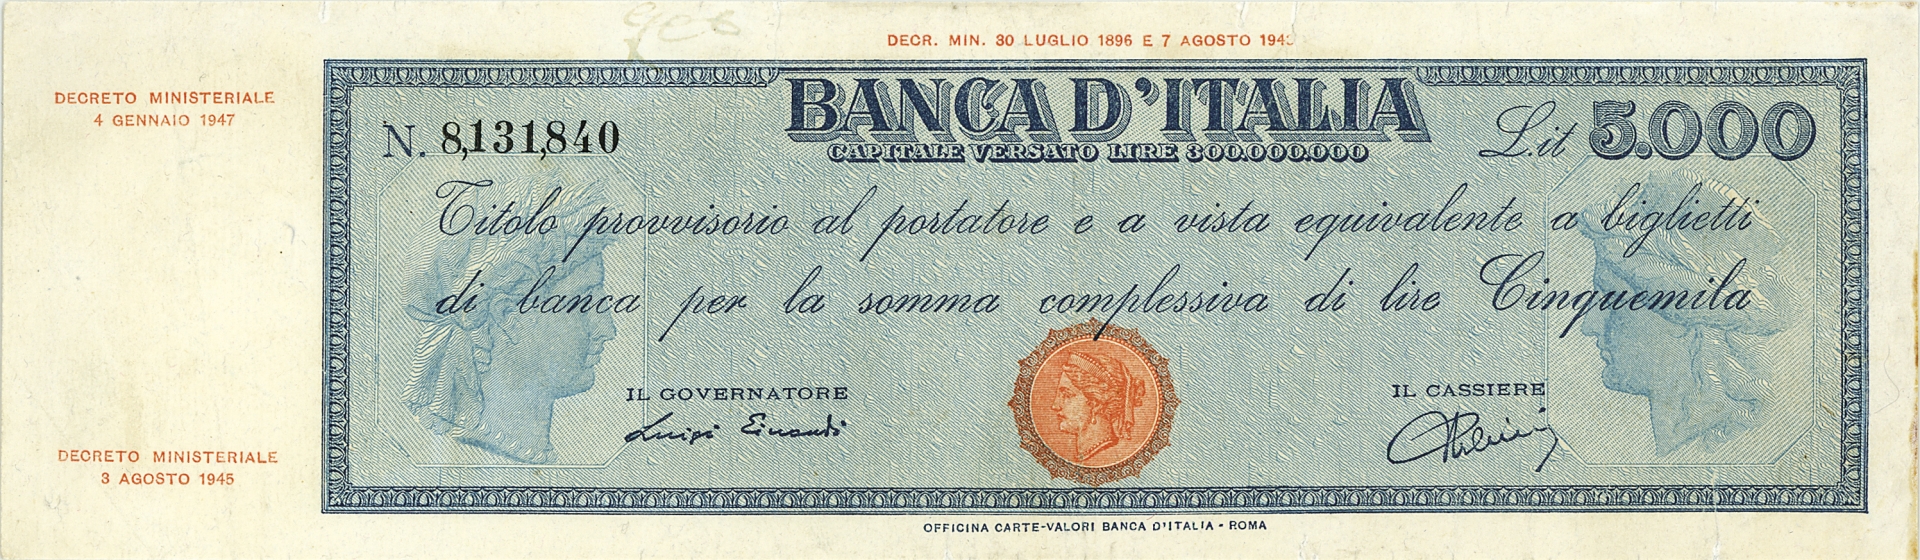 DECR. MIN. 30 LUGLIO 1896 E 7 AGOSTO 194
DECRETO MINISTERIALE
4 GENNAIO 1947
BANCA D'ITALIA
CAPITALE VERSATO LIRE 300.000.000
N. 8,131,840
L.it 5.000
Titolo provvisorio al portatore e a vista equivalente a biglietti
di banca per la somma complessiva di lire Cinquemila
IL GOVERNATORE
Luigi Einaudi
IL CASSIERE
DECRETO MINISTERIALE
3 AGOSTO 1945
OFFICINA CARTE-VALORI BANCA D'ITALIA - ROMA